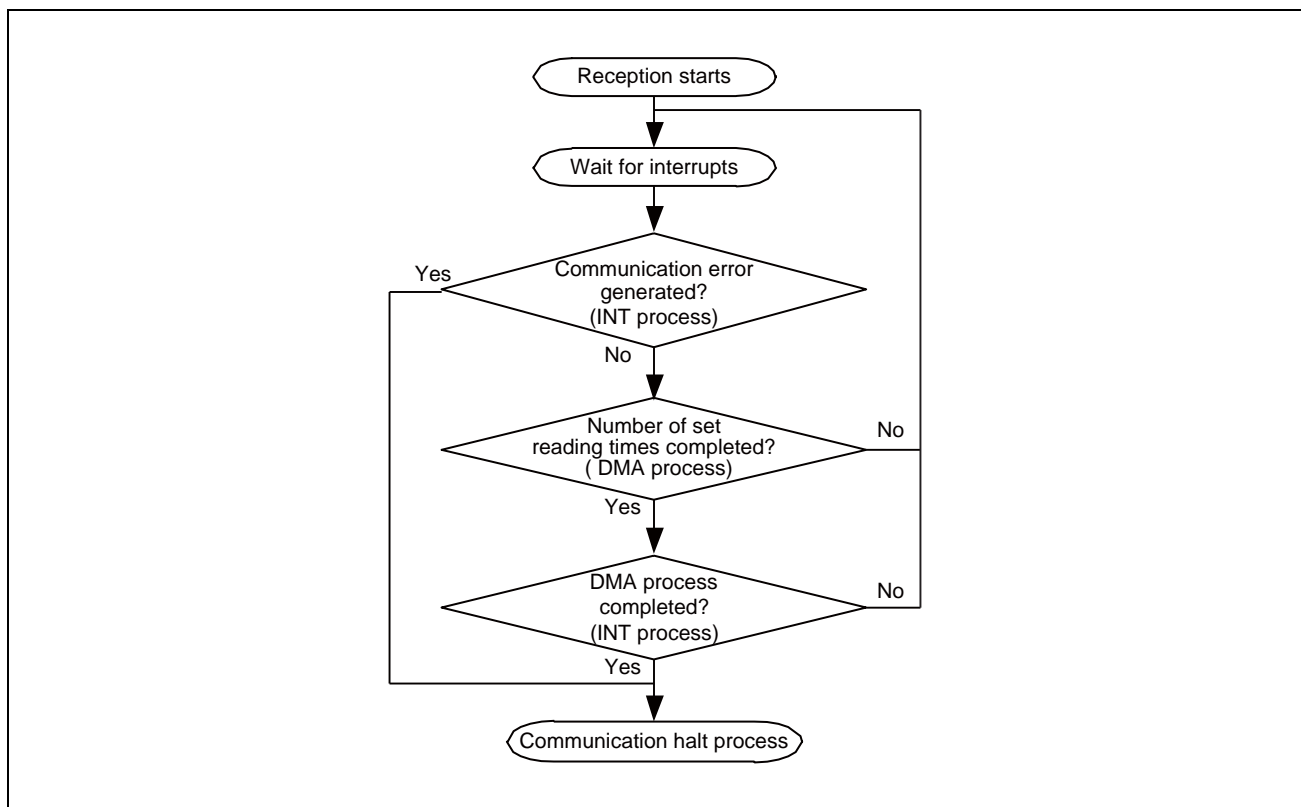 Reception starts
Wait for interrupts
Yes
Communication error
generated?
(INT process)
No
Number of set
reading times completed?
( DMA process)
No
Yes
DMA process
completed?
(INT process)
No
Yes
Communication halt process